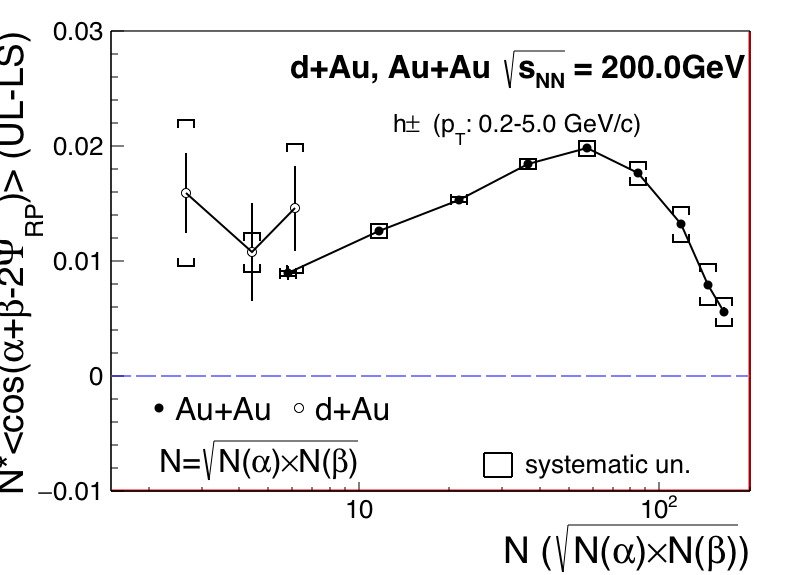 N*<cos(α+β-2Ψ_RP)> (UL-LS)
0.03
0.02
0.01
0
−0.01
d+Au, Au+Au √s_NN = 200.0GeV
h± (p_T: 0.2-5.0 GeV/c)
Au+Au d+Au
N=√N(α)×N(β)
systematic un.
10 10²
N (√N(α)×N(β))